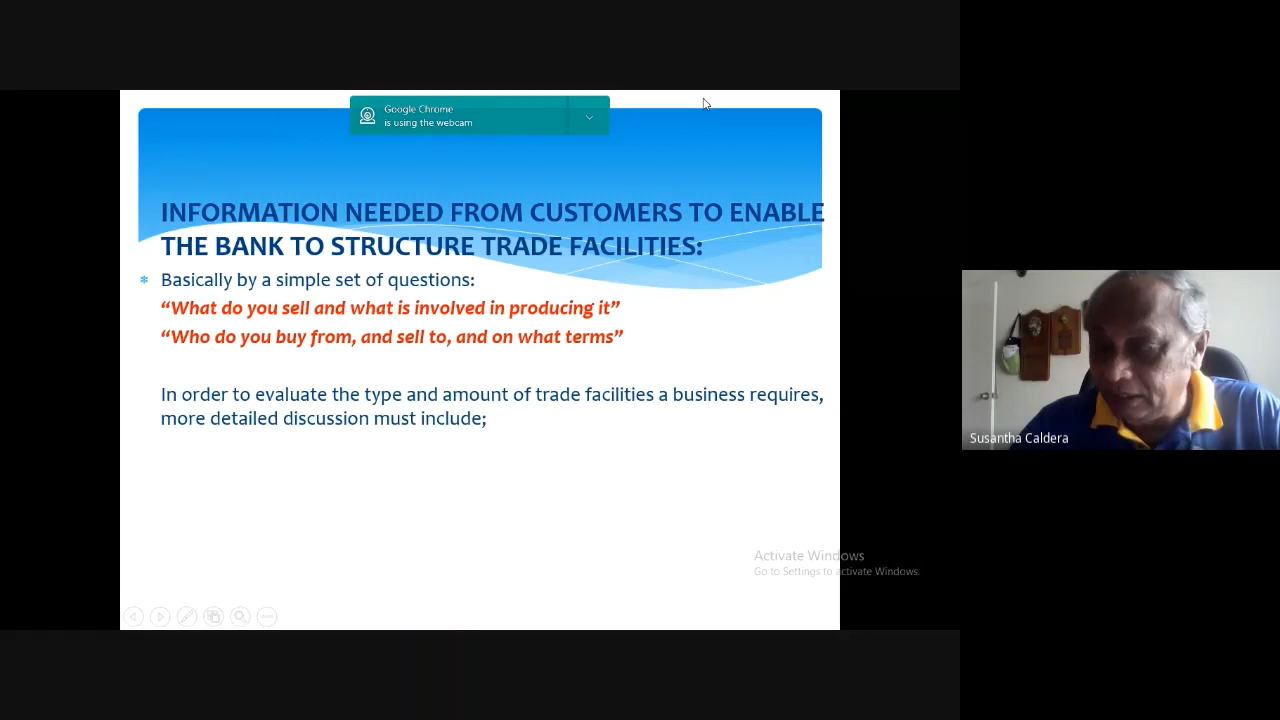 Google Chrome
is using the webcam
INFORMATION NEEDED FROM CUSTOMERS TO ENABLE
THE BANK TO STRUCTURE TRADE FACILITIES:
Basically by a simple set of questions:
“What do you sell and what is involved in producing it”
“Who do you buy from, and sell to, and on what terms”
In order to evaluate the type and amount of trade facilities a business requires,
more detailed discussion must include;
Susantha Caldera
Activate Windows
Go to Settings to activate Windows.